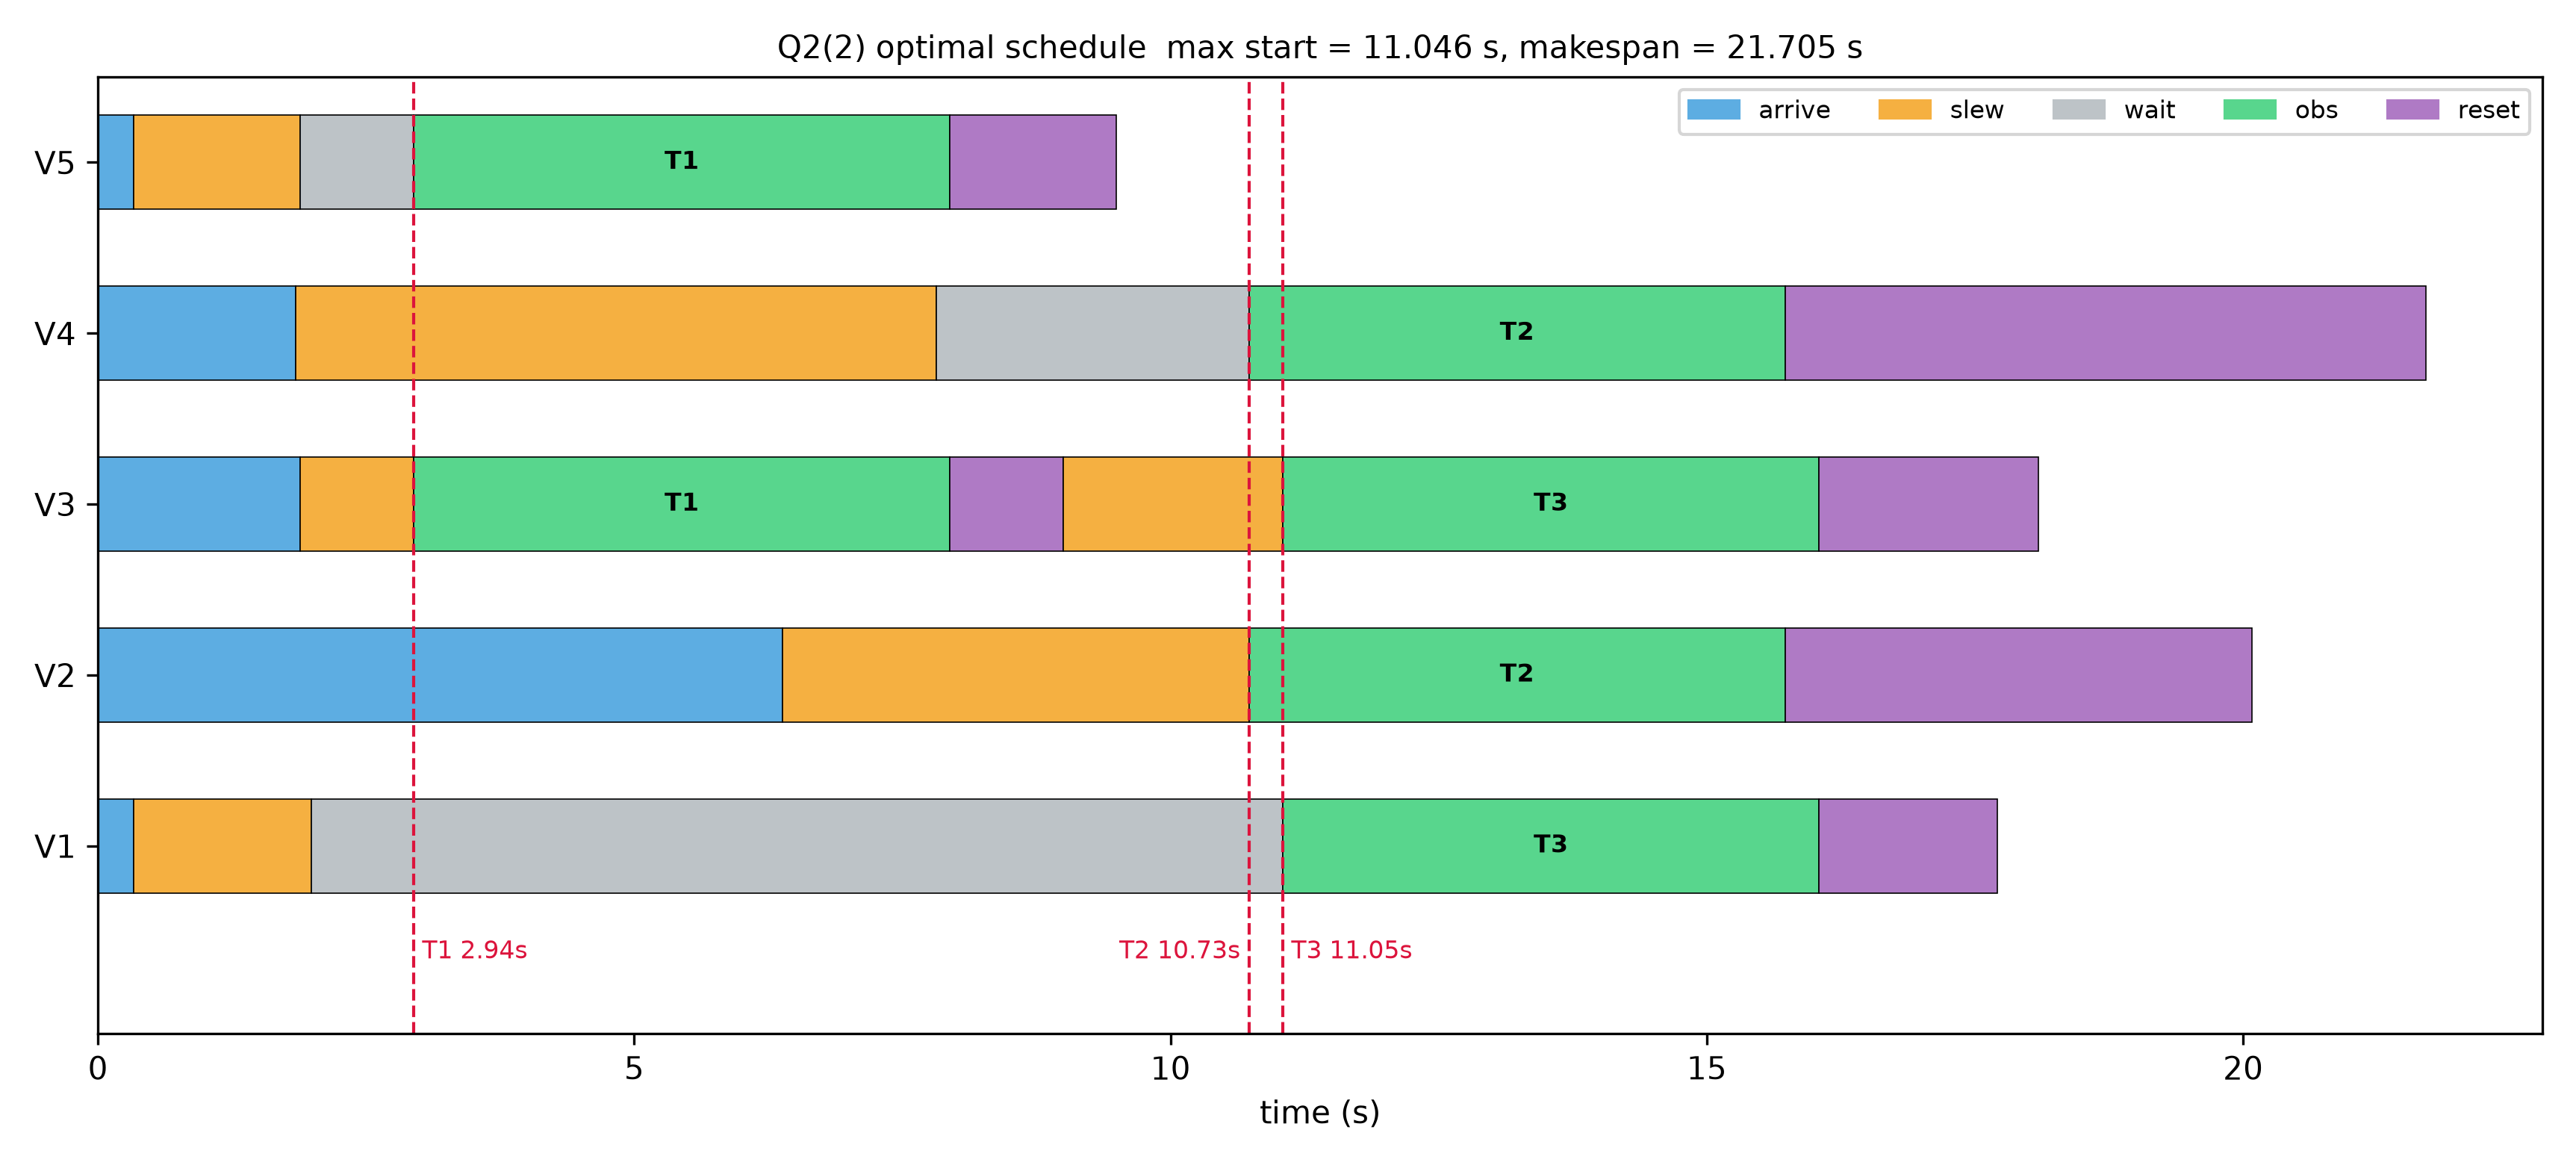 Q2(2) optimal schedule  max start = 11.046 s, makespan = 21.705 s
arrive slew wait obs reset
V5 T1
V4 T2
V3 T1 T3
V2 T2
V1 T3
T1 2.94s T2 10.73s T3 11.05s
0 5 10 15 20
time (s)